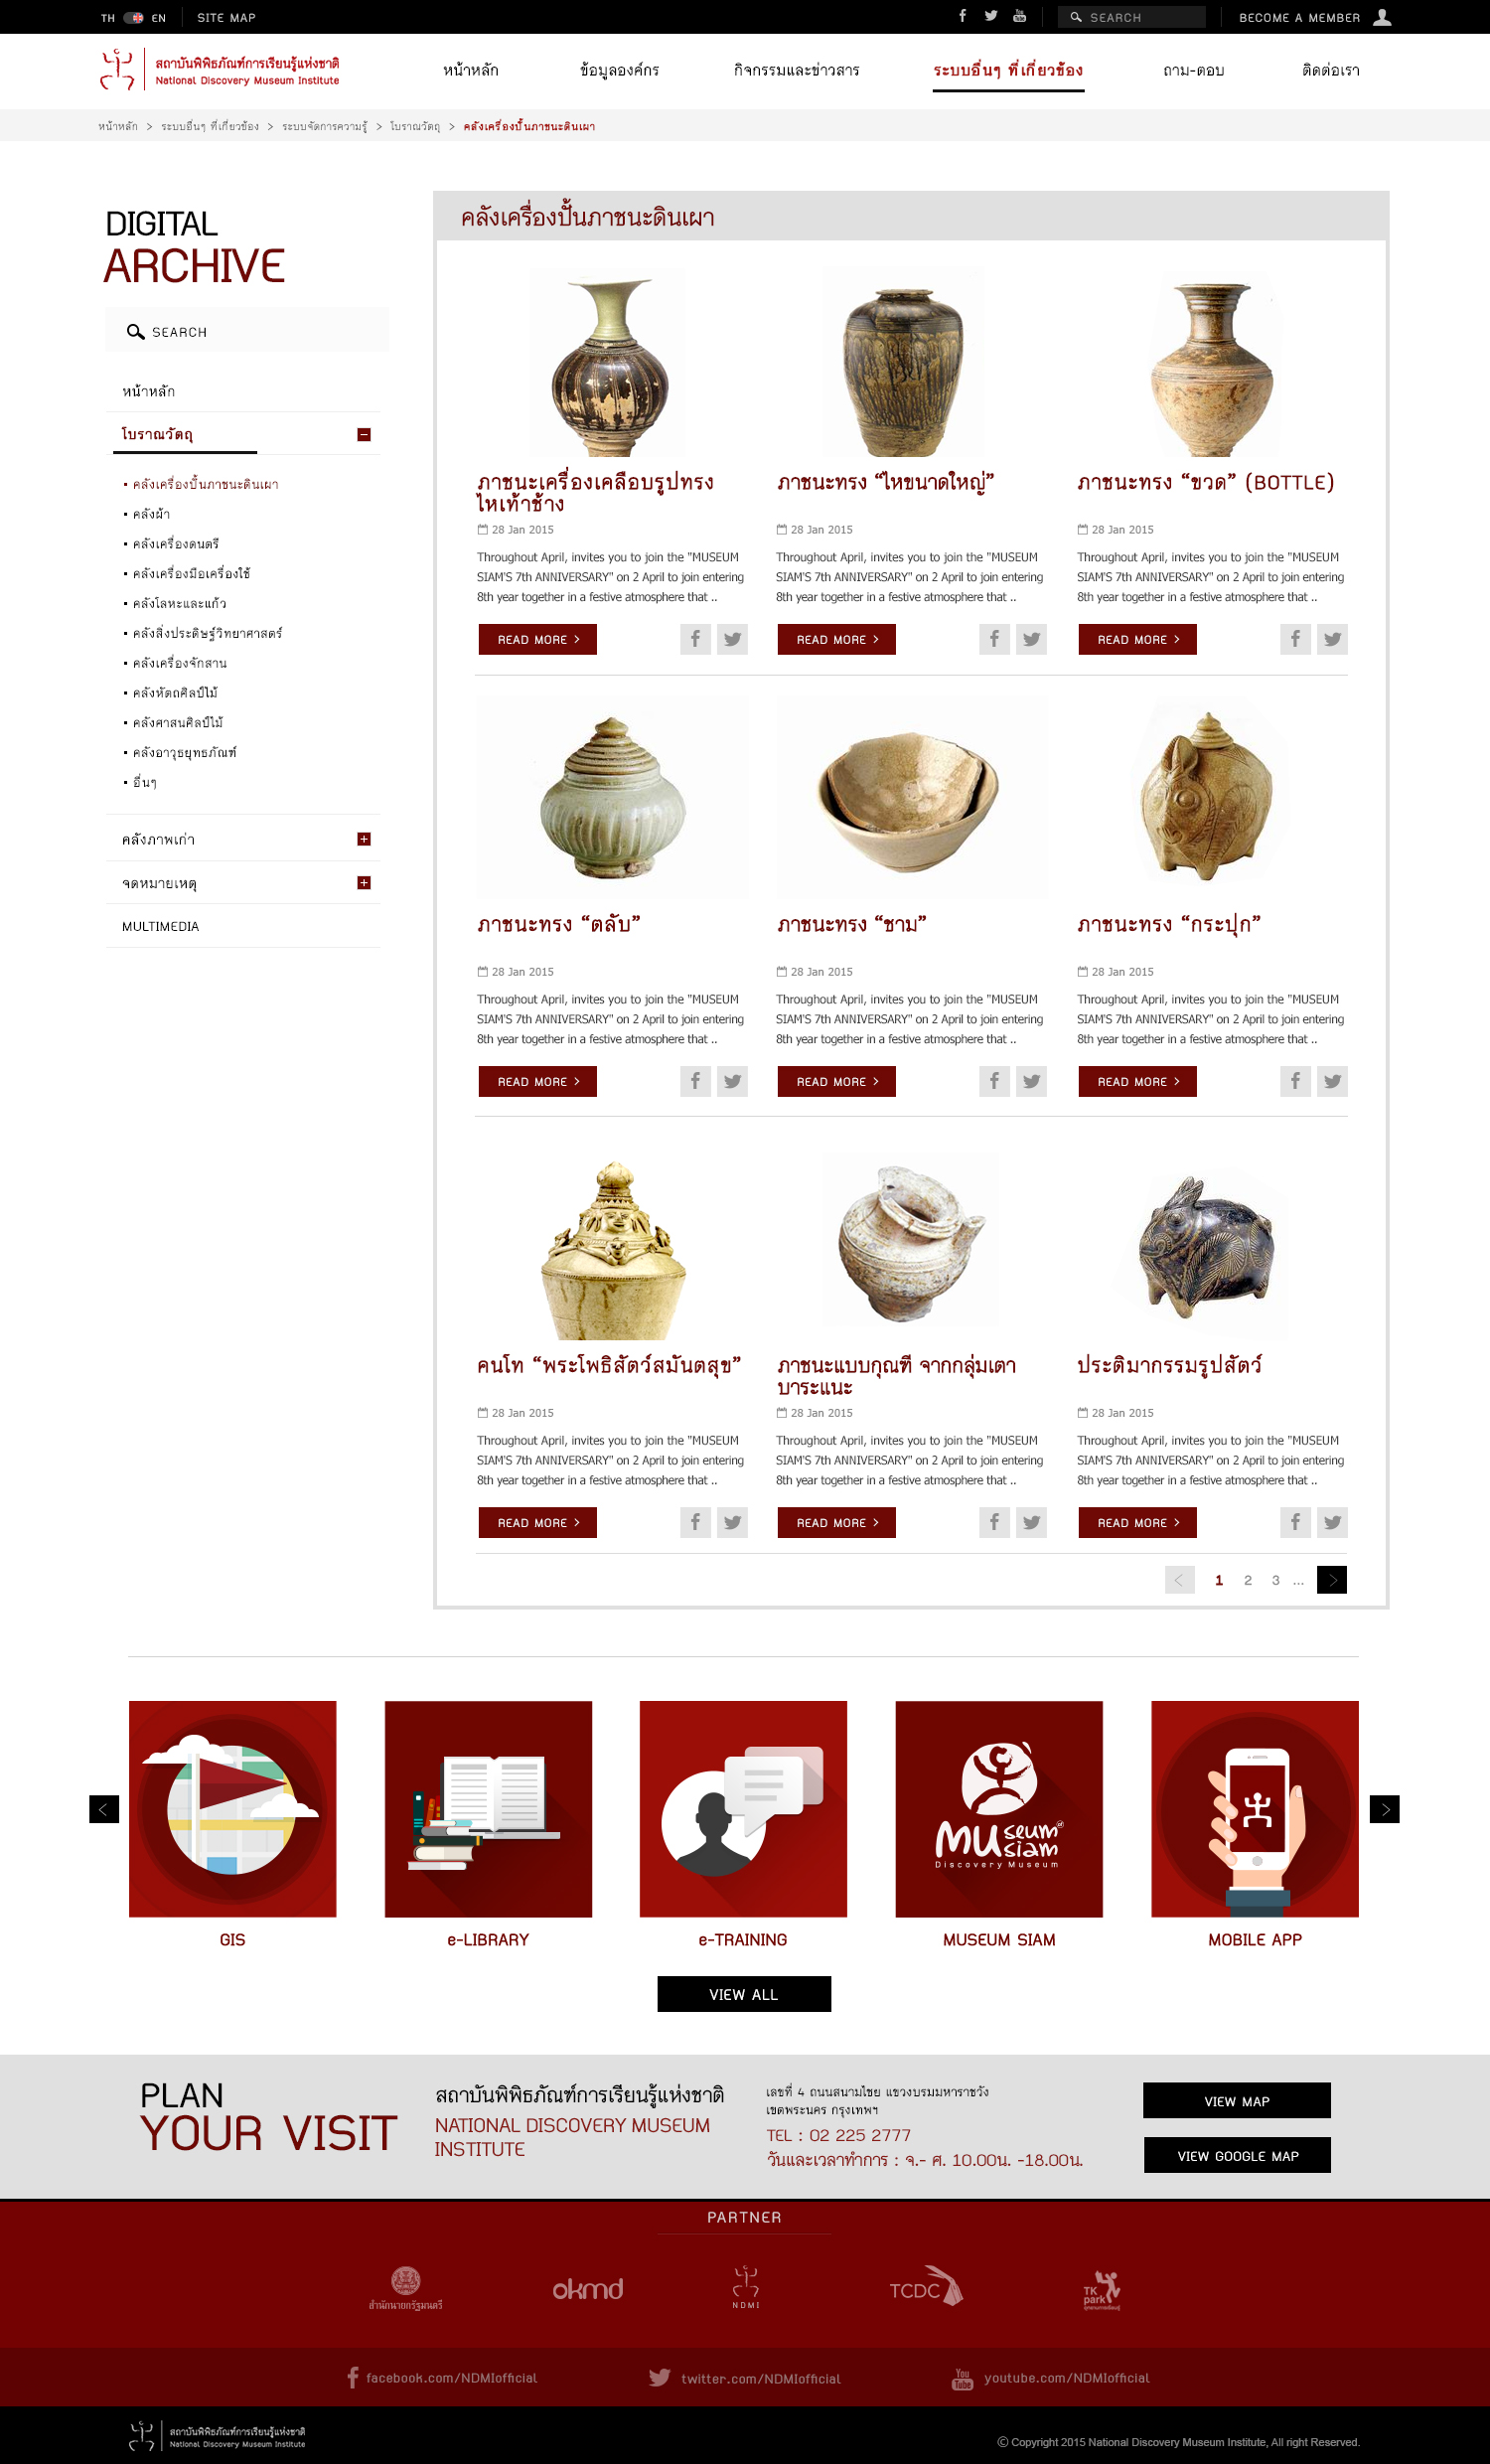 TH EN SITE MAP SEARCH BECOME A MEMBER
สถาบันพิพิธภัณฑ์การเรียนรู้แห่งชาติ
National Discovery Museum Institute
หน้าหลัก ข้อมูลองค์กร กิจกรรมและข่าวสาร ระบบอื่นๆ ที่เกี่ยวข้อง ถาม-ตอบ ติดต่อเรา
หน้าหลัก > ระบบอื่นๆ ที่เกี่ยวข้อง > ระบบจัดการความรู้ > โบราณวัตถุ > คลังเครื่องปั้นภาชนะดินเผา
DIGITAL
ARCHIVE
SEARCH
หน้าหลัก
โบราณวัตถุ
คลังเครื่องปั้นภาชนะดินเผา
คลังผ้า
คลังเครื่องดนตรี
คลังเครื่องมือเครื่องใช้
คลังโลหะและแก้ว
คลังสิ่งประดิษฐ์วิทยาศาสตร์
คลังเครื่องจักสาน
คลังหัตถศิลป์ไม้
คลังศาสนศิลป์ไม้
คลังอาวุธยุทธภัณฑ์
อื่นๆ
คลังภาพเก่า
จดหมายเหตุ
MULTIMEDIA
คลังเครื่องปั้นภาชนะดินเผา
ภาชนะเครื่องเคลือบรูปทรง
ไหเท้าช้าง
28 Jan 2015
Throughout April, invites you to join the "MUSEUM
SIAM'S 7th ANNIVERSARY" on 2 April to join entering
8th year together in a festive atmosphere that ..
READ MORE >
ภาชนะทรง “ไหขนาดใหญ่”
28 Jan 2015
Throughout April, invites you to join the "MUSEUM
SIAM'S 7th ANNIVERSARY" on 2 April to join entering
8th year together in a festive atmosphere that ..
READ MORE >
ภาชนะทรง “ขวด” (BOTTLE)
28 Jan 2015
Throughout April, invites you to join the "MUSEUM
SIAM'S 7th ANNIVERSARY" on 2 April to join entering
8th year together in a festive atmosphere that ..
READ MORE >
ภาชนะทรง “ตลับ”
28 Jan 2015
Throughout April, invites you to join the "MUSEUM
SIAM'S 7th ANNIVERSARY" on 2 April to join entering
8th year together in a festive atmosphere that ..
READ MORE >
ภาชนะทรง “ชาม”
28 Jan 2015
Throughout April, invites you to join the "MUSEUM
SIAM'S 7th ANNIVERSARY" on 2 April to join entering
8th year together in a festive atmosphere that ..
READ MORE >
ภาชนะทรง “กระปุก”
28 Jan 2015
Throughout April, invites you to join the "MUSEUM
SIAM'S 7th ANNIVERSARY" on 2 April to join entering
8th year together in a festive atmosphere that ..
READ MORE >
คนโท “พระโพธิสัตว์สมันตสุข”
28 Jan 2015
Throughout April, invites you to join the "MUSEUM
SIAM'S 7th ANNIVERSARY" on 2 April to join entering
8th year together in a festive atmosphere that ..
READ MORE >
ภาชนะแบบกุณฑี จากกลุ่มเตา
บาระแนะ
28 Jan 2015
Throughout April, invites you to join the "MUSEUM
SIAM'S 7th ANNIVERSARY" on 2 April to join entering
8th year together in a festive atmosphere that ..
READ MORE >
ประติมากรรมรูปสัตว์
28 Jan 2015
Throughout April, invites you to join the "MUSEUM
SIAM'S 7th ANNIVERSARY" on 2 April to join entering
8th year together in a festive atmosphere that ..
READ MORE >
< 1 2 3 ... >
museum
siam
Discovery Museum
GIS e-LIBRARY e-TRAINING MUSEUM SIAM MOBILE APP
VIEW ALL
PLAN
YOUR VISIT
สถาบันพิพิธภัณฑ์การเรียนรู้แห่งชาติ
NATIONAL DISCOVERY MUSEUM
INSTITUTE
เลขที่ 4 ถนนสนามไชย แขวงบรมมหาราชวัง
เขตพระนคร กรุงเทพฯ
TEL : 02 225 2777
วันและเวลาทำการ : จ.- ศ. 10.00น. -18.00น.
VIEW MAP
VIEW GOOGLE MAP
PARTNER
สำนักนายกรัฐมนตรี
okmd
NDMI
TCDC
TK
park
อุทยานการเรียนรู้
facebook.com/NDMIofficial twitter.com/NDMIofficial You Tube youtube.com/NDMIofficial
สถาบันพิพิธภัณฑ์การเรียนรู้แห่งชาติ
National Discovery Museum Institute
© Copyright 2015 National Discovery Museum Institute, All right Reserved.